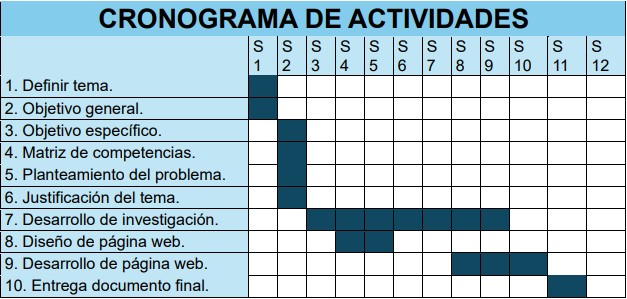 CRONOGRAMA DE ACTIVIDADES
S S S S S S S S S S S S
1 2 3 4 5 6 7 8 9 10 11 12
1. Definir tema.
2. Objetivo general.
3. Objetivo específico.
4. Matriz de competencias.
5. Planteamiento del problema.
6. Justificación del tema.
7. Desarrollo de investigación.
8. Diseño de página web.
9. Desarrollo de página web.
10. Entrega documento final.